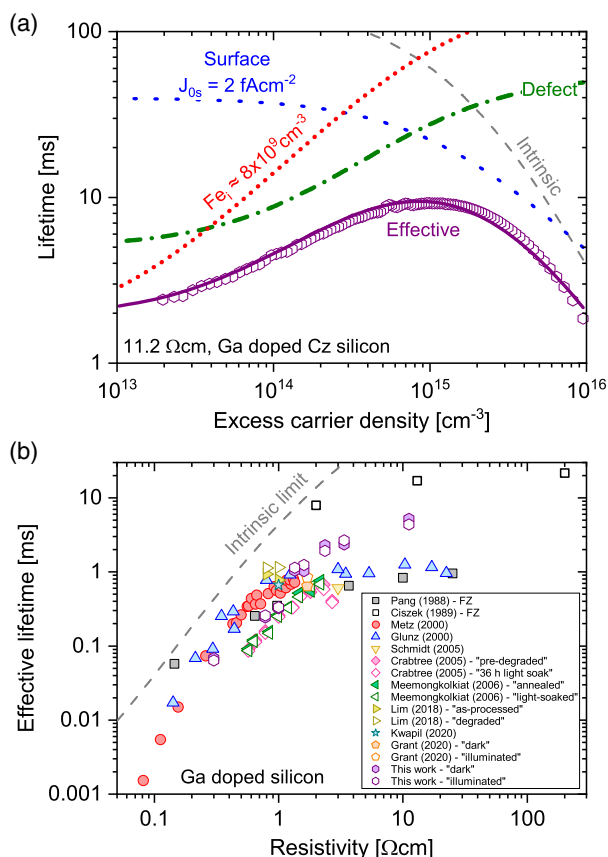 (a)
100
10
1
Lifetime [ms]
Surface
J0s = 2 fAcm-2
Fei ≈ 8x10^9cm-3
Defect
Intrinsic
Effective
11.2 Ωcm, Ga doped Cz silicon
10^13 10^14 10^15 10^16
Excess carrier density [cm-3]
(b)
10
1
0.1
0.01
0.001
Effective lifetime [ms]
Intrinsic limit
Pang (1988) - FZ
Ciszek (1989) - FZ
Metz (2000)
Glunz (2000)
Schmidt (2005)
Crabtree (2005) - "pre-degraded"
Crabtree (2005) - "36 h light soak"
Meemongkolkiat (2006) - "annealed"
Meemongkolkiat (2006) - "light-soaked"
Lim (2018) - "as-processed"
Lim (2018) - "degraded"
Kwapil (2020)
Grant (2020) - "dark"
Grant (2020) - "illuminated"
This work - "dark"
This work - "illuminated"
Ga doped silicon
0.1 1 10 100
Resistivity [Ωcm]